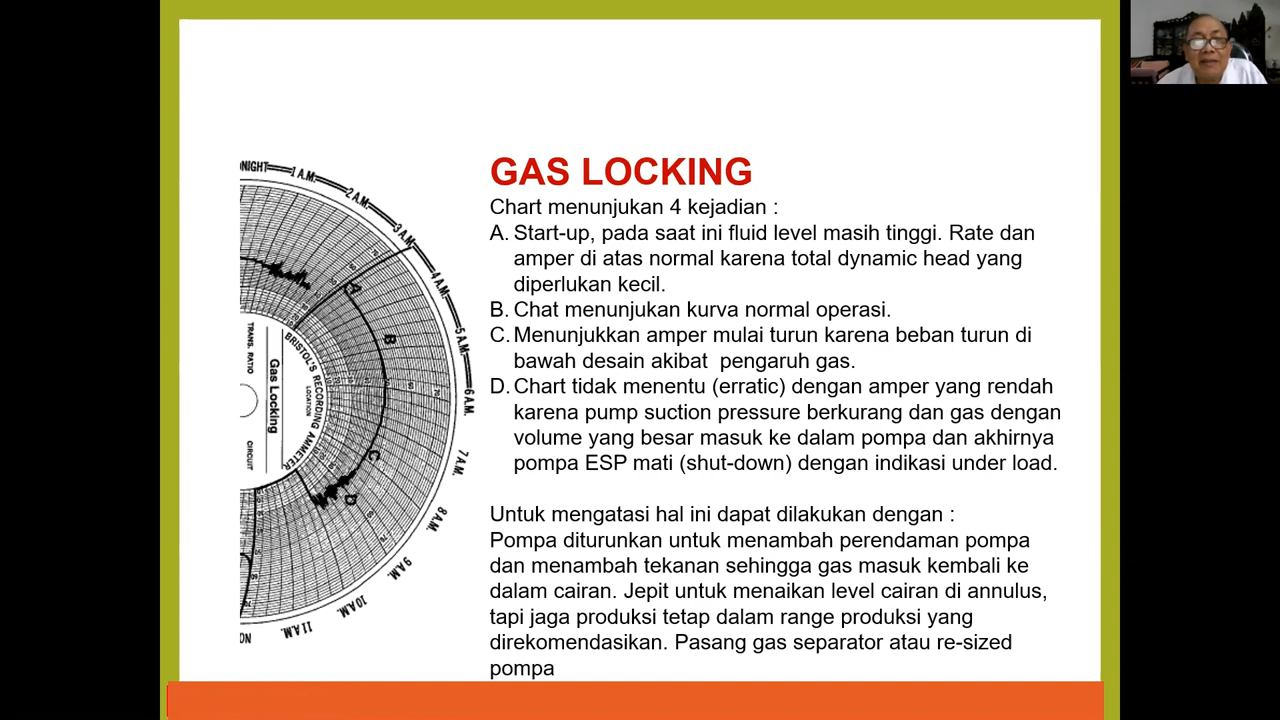 GAS LOCKING
Chart menunjukan 4 kejadian :
A. Start-up, pada saat ini fluid level masih tinggi. Rate dan
amper di atas normal karena total dynamic head yang
diperlukan kecil.
B. Chat menunjukan kurva normal operasi.
C. Menunjukkan amper mulai turun karena beban turun di
bawah desain akibat pengaruh gas.
D. Chart tidak menentu (erratic) dengan amper yang rendah
karena pump suction pressure berkurang dan gas dengan
volume yang besar masuk ke dalam pompa dan akhirnya
pompa ESP mati (shut-down) dengan indikasi under load.
Untuk mengatasi hal ini dapat dilakukan dengan :
Pompa diturunkan untuk menambah perendaman pompa
dan menambah tekanan sehingga gas masuk kembali ke
dalam cairan. Jepit untuk menaikan level cairan di annulus,
tapi jaga produksi tetap dalam range produksi yang
direkomendasikan. Pasang gas separator atau re-sized
pompa
NIGHT
1 A.M.
2 A.M.
3 A.M.
4 A.M.
5 A.M.
6 A.M.
7 A.M.
8 A.M.
9 A.M.
10 A.M.
11 A.M.
NO
A
B
C
D
BRISTOL'S RECORDING AMMETER
LOCATION
Gas Locking
TRANS. RATIO
CIRCUIT